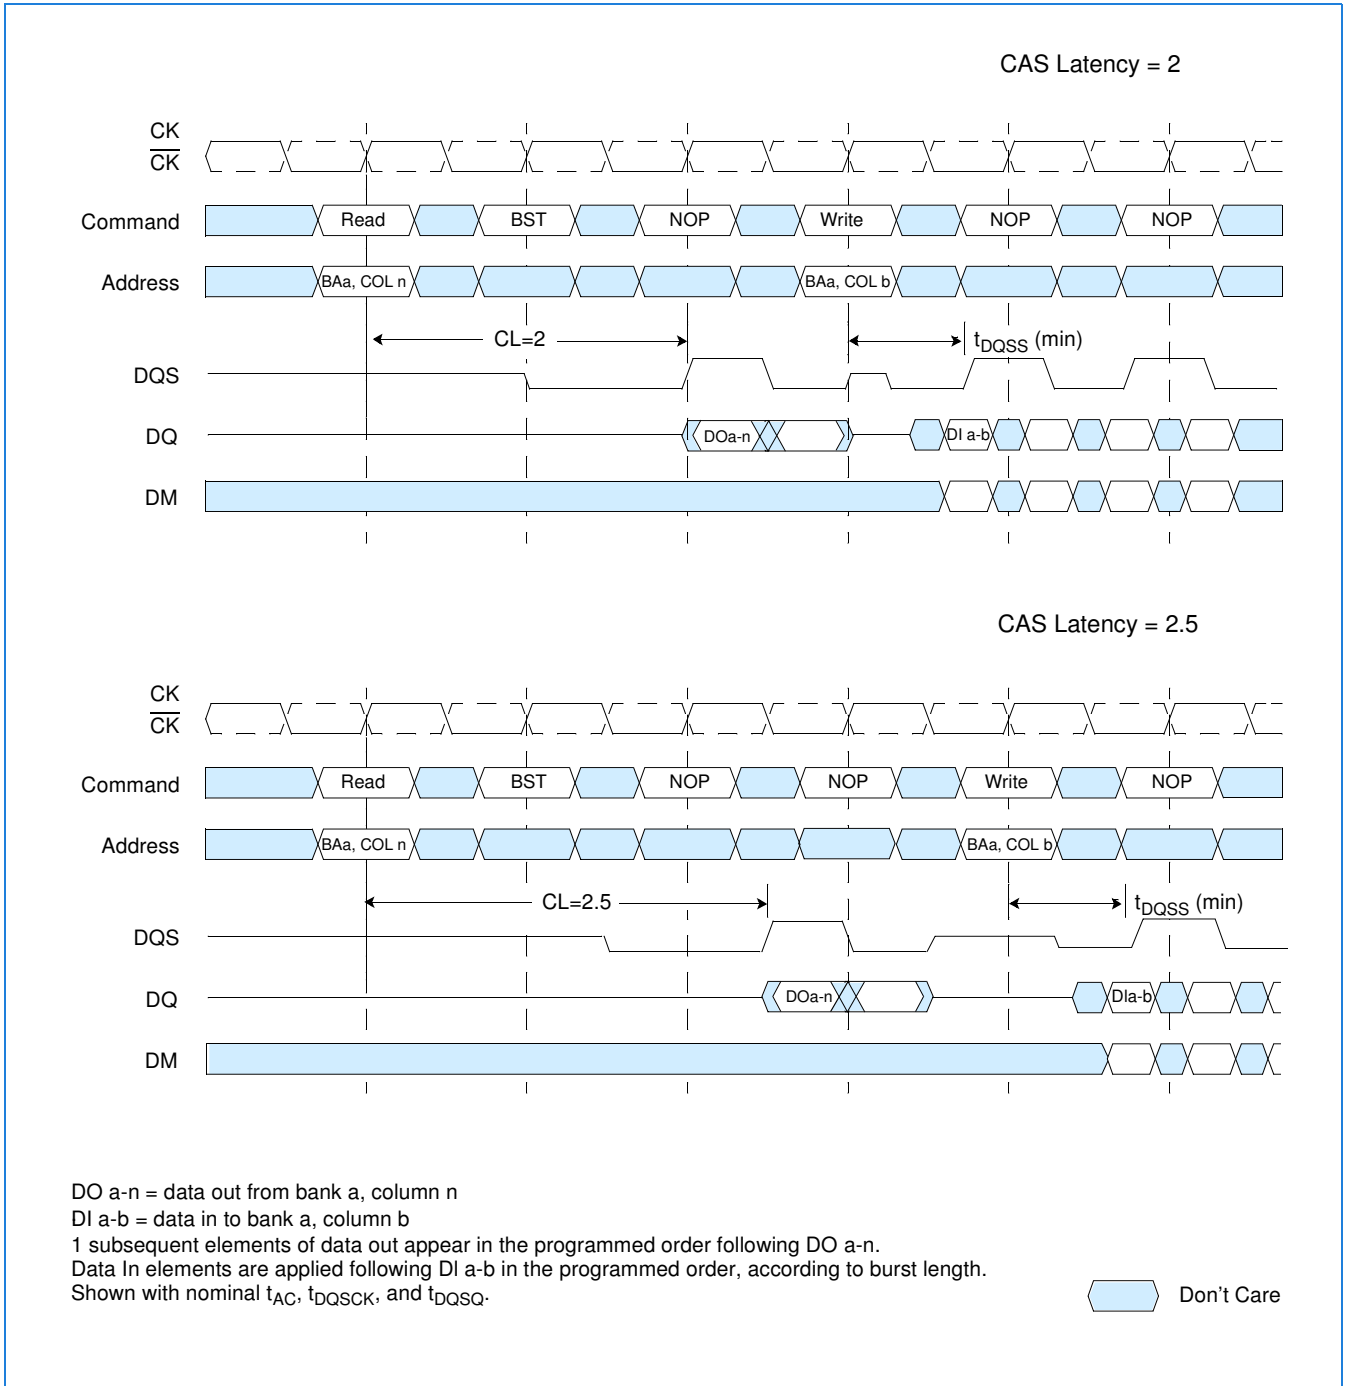 CAS Latency = 2
CK
CK
Command Read BST NOP Write NOP NOP
Address BAa, COL n BAa, COL b
CL=2 tDQSS (min)
DQS
DQ DOa-n DI a-b
DM
CAS Latency = 2.5
CK
CK
Command Read BST NOP NOP Write NOP
Address BAa, COL n BAa, COL b
CL=2.5 tDQSS (min)
DQS
DQ DOa-n DIa-b
DM
DO a-n = data out from bank a, column n
DI a-b = data in to bank a, column b
1 subsequent elements of data out appear in the programmed order following DO a-n.
Data In elements are applied following DI a-b in the programmed order, according to burst length.
Shown with nominal tAC, tDQSCK, and tDQSQ.
Don't Care